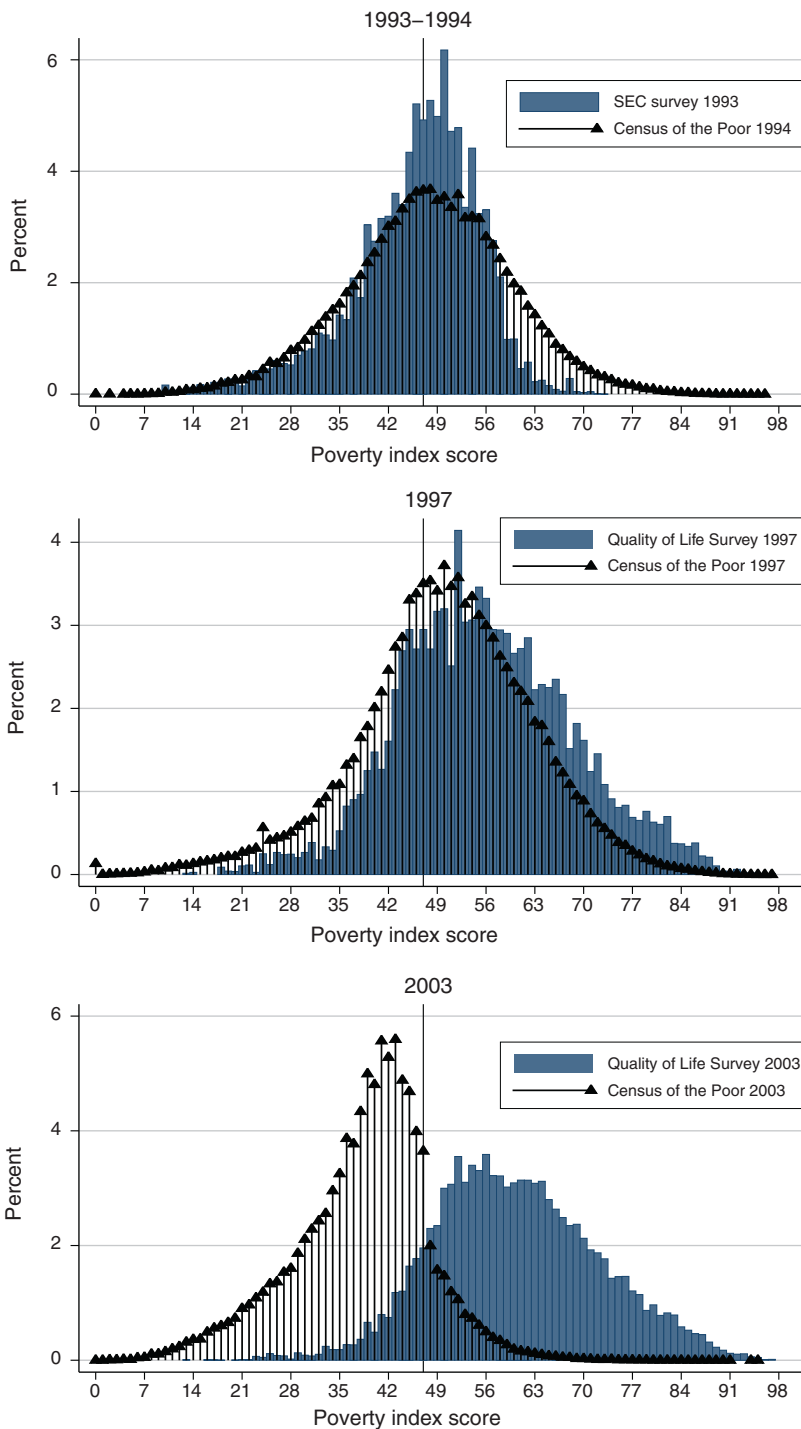 1993–1994
6
4
2
0
Percent
SEC survey 1993
Census of the Poor 1994
0 7 14 21 28 35 42 49 56 63 70 77 84 91 98
Poverty index score
1997
4
3
2
1
0
Percent
Quality of Life Survey 1997
Census of the Poor 1997
0 7 14 21 28 35 42 49 56 63 70 77 84 91 98
Poverty index score
2003
6
4
2
0
Percent
Quality of Life Survey 2003
Census of the Poor 2003
0 7 14 21 28 35 42 49 56 63 70 77 84 91 98
Poverty index score